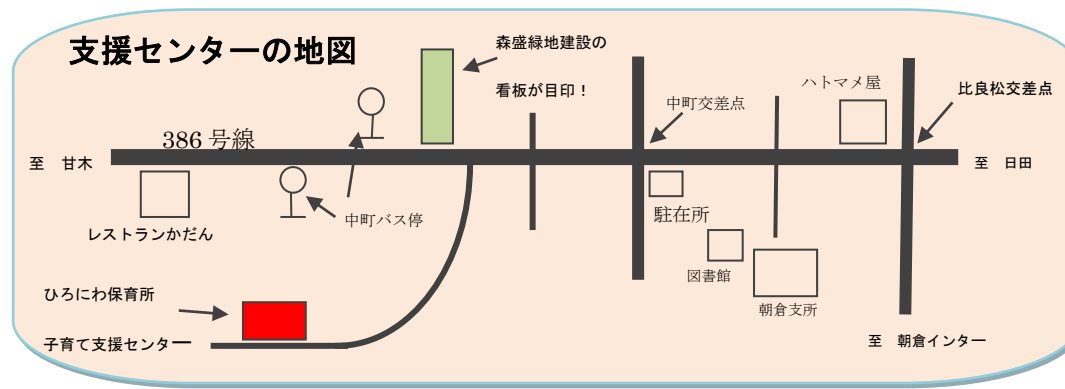 支援センターの地図
森盛緑地建設の
看板が目印！
ハトマメ屋
比良松交差点
中町交差点
386 号線
至　甘木
至　日田
レストランかだん
中町バス停
駐在所
図書館
朝倉支所
ひろにわ保育所
子育て支援センター
至　朝倉インター